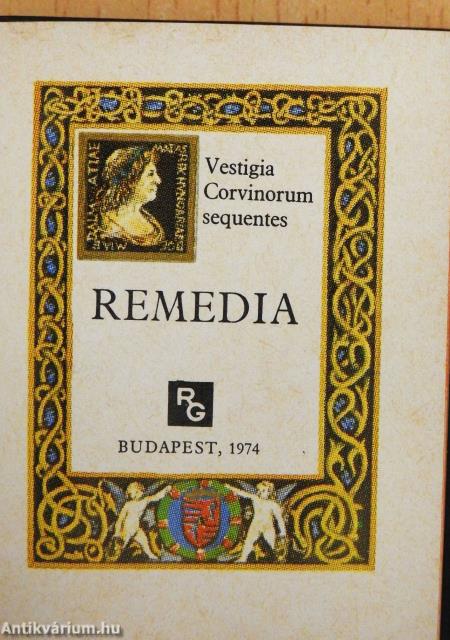 Vestigia
Corvinorum
sequentes
REMEDIA
RG
BUDAPEST, 1974
Antikvárium.hu